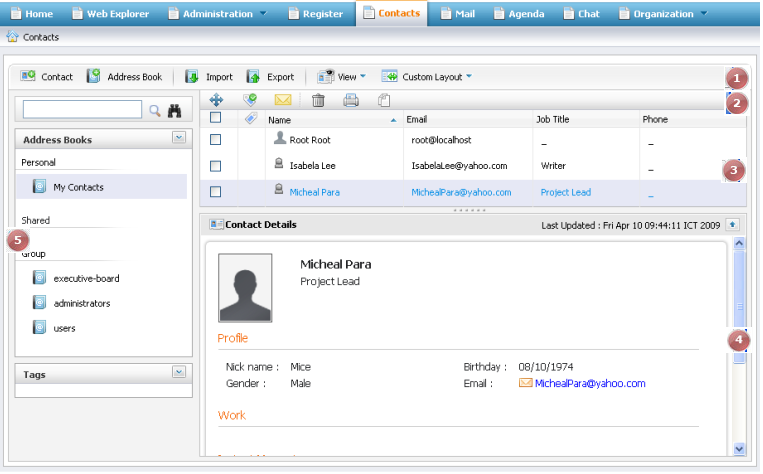 Home Web Explorer Administration Register Contacts Mail Agenda Chat Organization
Contacts
Contact Address Book Import Export View Custom Layout 1
2
Name Email Job Title Phone
Root Root root@localhost _ _
Isabela Lee IsabelaLee@yahoo.com Writer _ 3
Micheal Para MichealPara@yahoo.com Project Lead _
Address Books
Personal
My Contacts
Shared
5
Group
executive-board
administrators
users
Tags
Contact Details Last Updated : Fri Apr 10 09:44:11 ICT 2009
Micheal Para
Project Lead
Profile
4
Nick name : Mice Birthday : 08/10/1974
Gender : Male Email : MichealPara@yahoo.com
Work